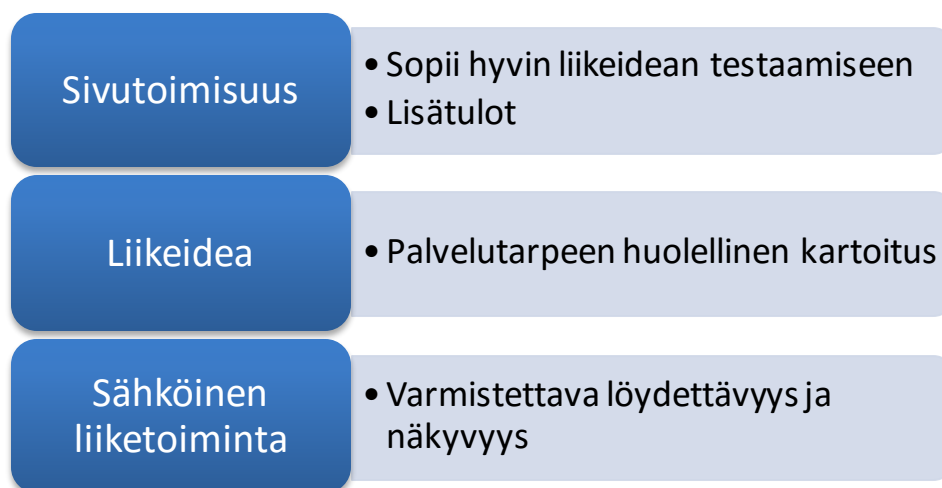 Sivutoimisuus
• Sopii hyvin liikeidean testaamiseen
• Lisätulot
Liikeidea
• Palvelutarpeen huolellinen kartoitus
Sähköinen
liiketoiminta
• Varmistettava löydettävyys ja
näkyvyys